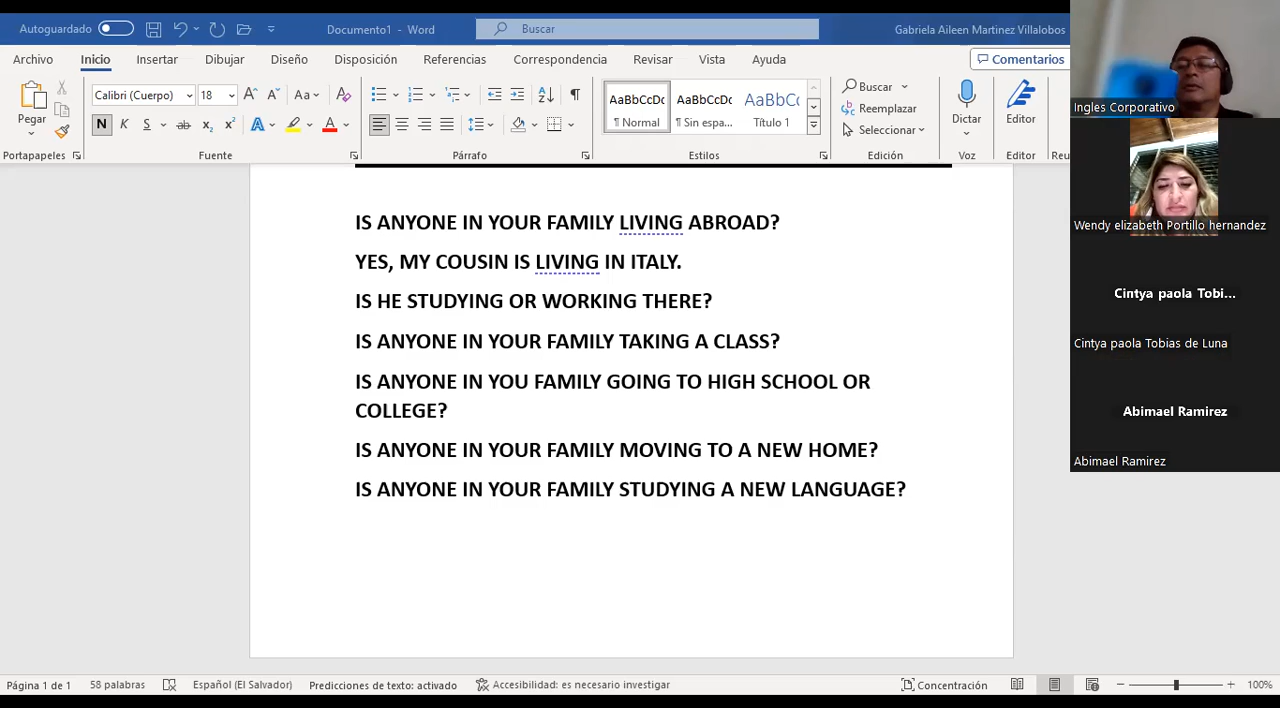 Autoguardado
Documento1 - Word
Buscar
Gabriela Aileen Martinez Villalobos
Archivo Inicio Insertar Dibujar Diseño Disposición Referencias Correspondencia Revisar Vista Ayuda
Comentarios
Pegar
Calibri (Cuerpo) 18
Aa
N K S ab x₂ x² A A
AaBbCcDc AaBbCcDc AaBbCc
¶ Normal ¶ Sin espa... Título 1
Buscar
Reemplazar
Seleccionar
Dictar
Editor
Portapapeles Fuente Párrafo Estilos Edición Voz Editor Reu
IS ANYONE IN YOUR FAMILY LIVING ABROAD?
YES, MY COUSIN IS LIVING IN ITALY.
IS HE STUDYING OR WORKING THERE?
IS ANYONE IN YOUR FAMILY TAKING A CLASS?
IS ANYONE IN YOU FAMILY GOING TO HIGH SCHOOL OR
COLLEGE?
IS ANYONE IN YOUR FAMILY MOVING TO A NEW HOME?
IS ANYONE IN YOUR FAMILY STUDYING A NEW LANGUAGE?
Página 1 de 1 58 palabras Español (El Salvador) Predicciones de texto: activado Accesibilidad: es necesario investigar Concentración 100%
Ingles Corporativo
Wendy elizabeth Portillo hernandez
Cintya paola Tobi...
Cintya paola Tobias de Luna
Abimael Ramirez
Abimael Ramirez